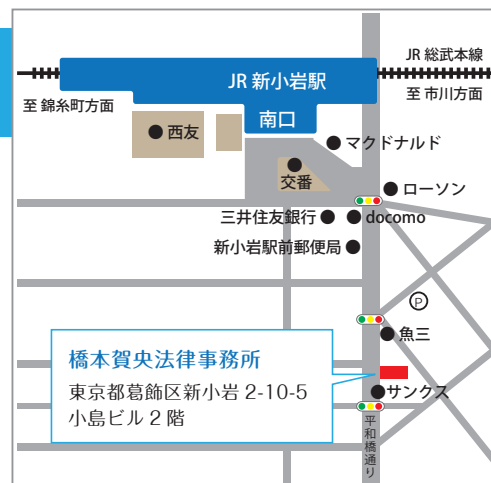 JR 総武本線
JR 新小岩駅
至 錦糸町方面
至 市川方面
南口
西友
マクドナルド
交番
ローソン
三井住友銀行
docomo
新小岩駅前郵便局
P
魚三
橋本賀央法律事務所
東京都葛飾区新小岩 2-10-5
小島ビル 2 階
サンクス
平和橋通り